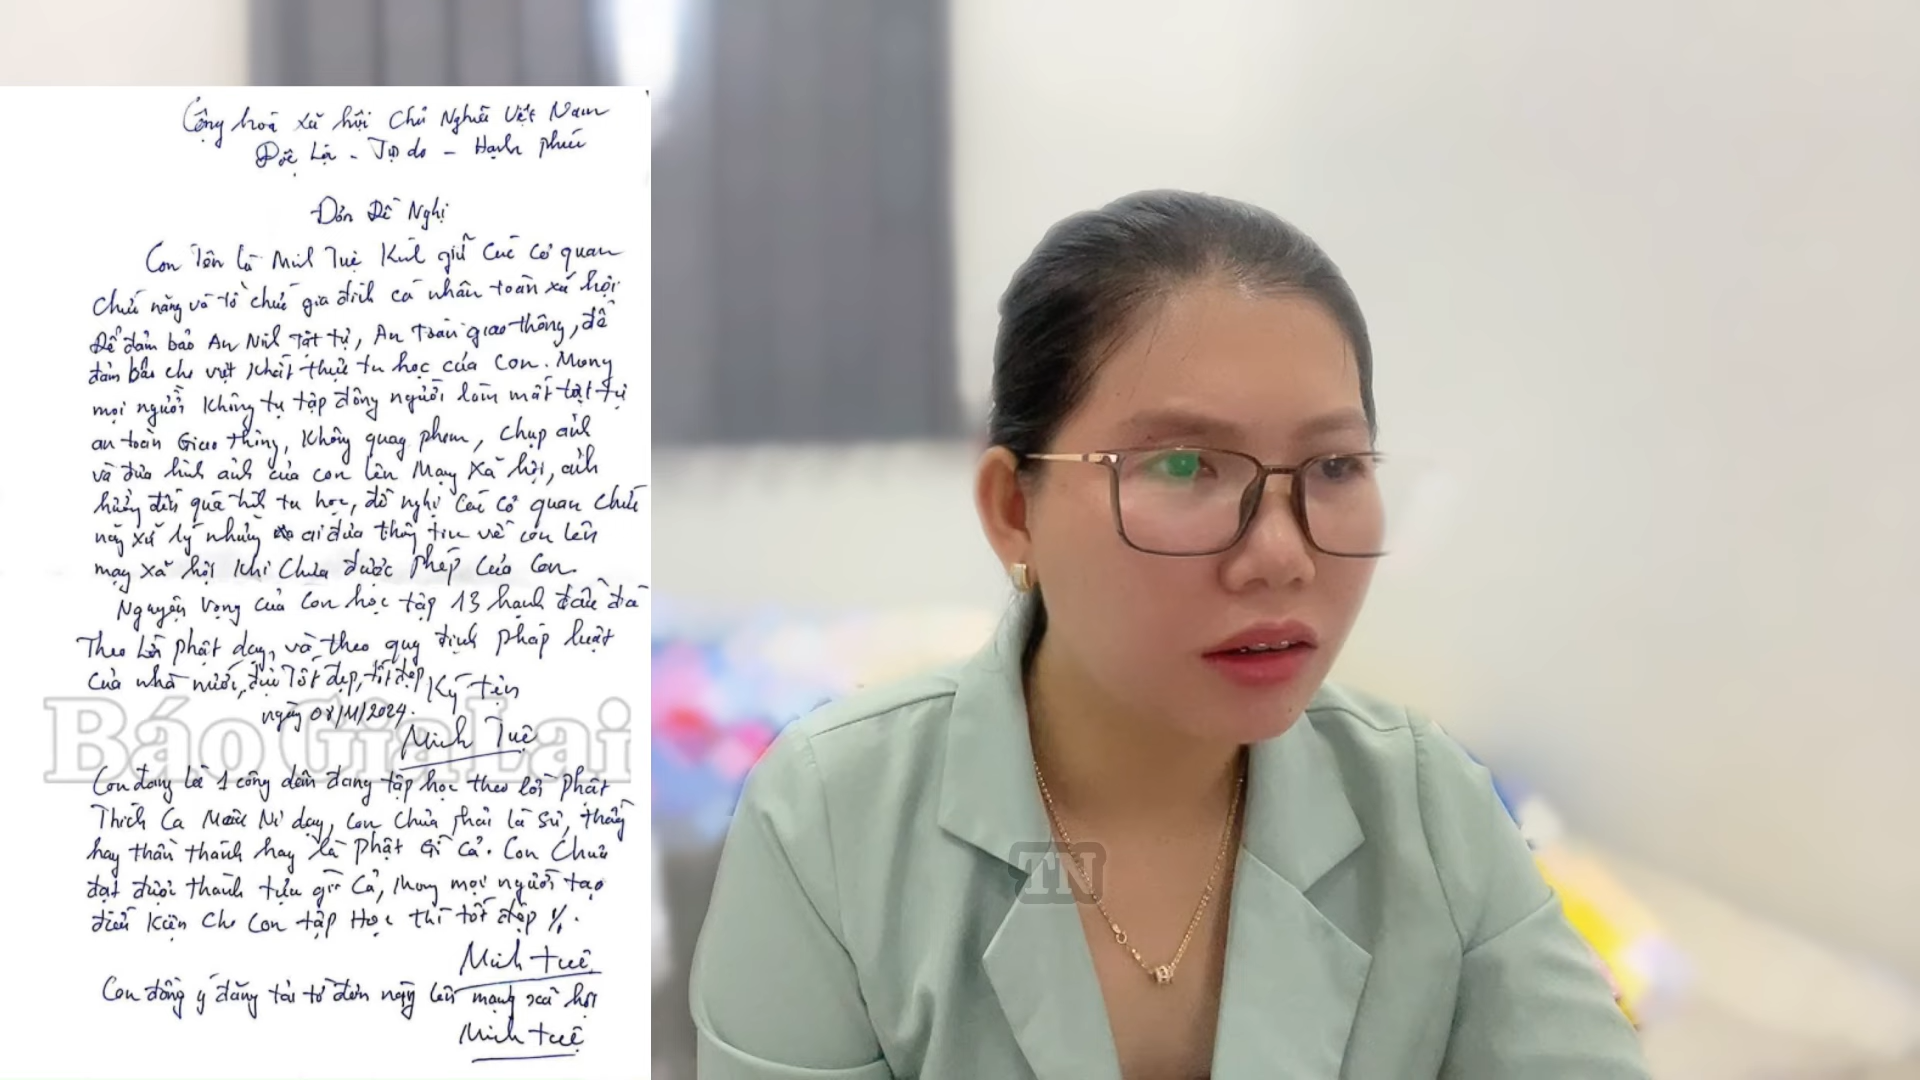 Cộng hoà xã hội Chủ Nghĩa Việt Nam
Độc Lập - Tự do - Hạnh phúc
Đơn Đề Nghị
Con Tên là Minh Tuệ Kính giử Các Cơ quan
Chức năng và tổ chức gia đình cá nhân toàn xã hội
Để đảm bảo An Ninh Trật tự, An Toàn giao thông, để
đảm bảo cho việt khất thực tu học của Con. Mong
mọi người Không tụ tập đông người làm mất trật tự
an toàn Giao thông, Không quay phim, chụp ảnh
và đưa hình ảnh của con lên Mạng Xã hội, ảnh
hưởng đến quá trình tu học, đề nghị Các Cơ quan Chức
năng xử lý những ai đưa thông tin về con lên
mạng xã hội Khi Chưa được phép Của Con.
Nguyện vọng của Con học tập 13 hạnh đầu đà
Theo lời phật dạy, và theo quy định pháp luật
Của nhà nước, được Tốt đẹp, tốt đẹp Ký tên
ngày 08/11/2024.
Minh Tuệ
Báo Gia Lai
Con đang là 1 công dân đang tập học theo lời phật
Thích Ca Mâu Ni dạy, con chưa phải là sư, thầy
hay thần thánh hay là phật gì cả. Con Chưa
đạt được thành tựu gì Cả, Mong mọi người tạo
điều Kiện Cho Con tập Học thì tốt đẹp
Minh tuệ
Con đồng ý đăng tải tờ đơn này lên mạng xã hội
Minh tuệ
TN